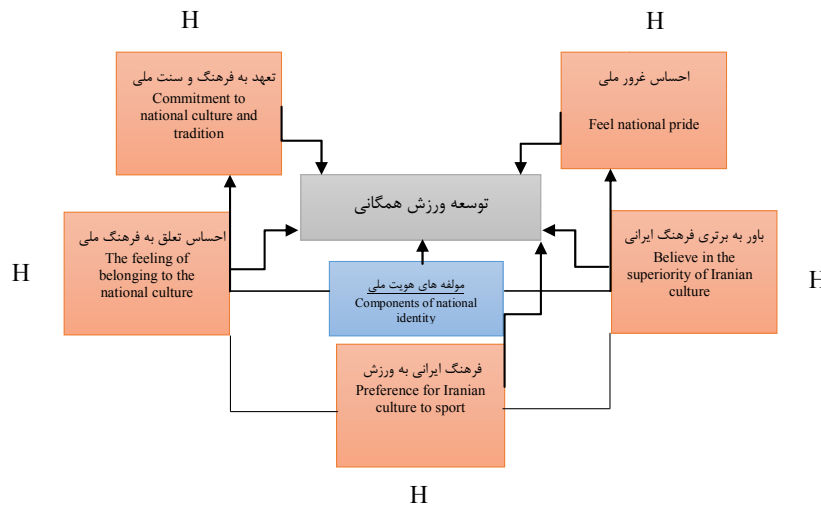 H
H
تعهد به فرهنگ و سنت ملی
Commitment to
national culture and
tradition
احساس غرور ملی
Feel national pride
توسعه ورزش همگانی
احساس تعلق به فرهنگ ملی
The feeling of
belonging to the
national culture
باور به برتری فرهنگ ایرانی
Believe in the
superiority of Iranian
culture
H
H
مولفه های هویت ملی
Components of national
identity
فرهنگ ایرانی به ورزش
Preference for Iranian
culture to sport
H